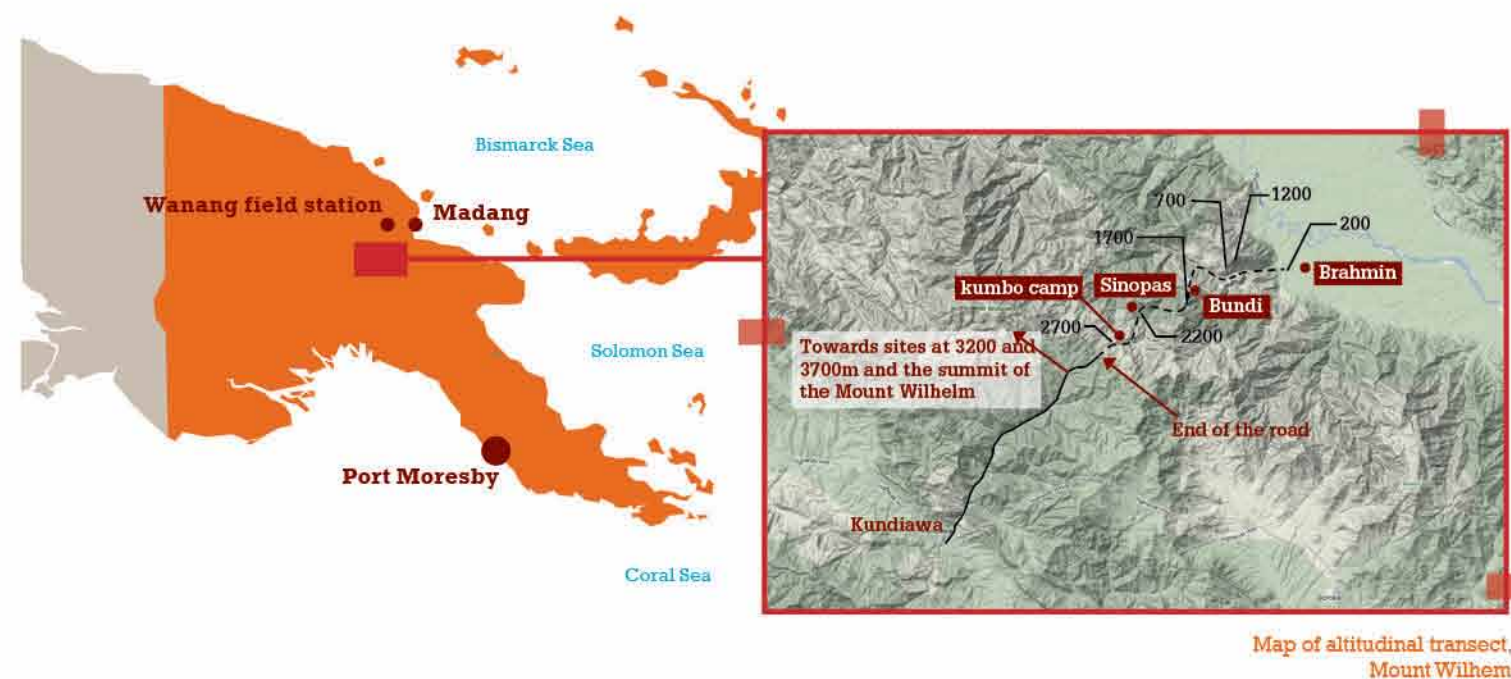 Bismarck Sea
Wanang field station
Madang
Solomon Sea
Port Moresby
Coral Sea
700
1200
200
1700
Brahmin
kumbo camp
Sinopas
Bundi
2700
2200
Towards sites at 3200 and
3700m and the summit of
the Mount Wilhelm
End of the road
Kundiawa
Map of altitudinal transect,
Mount Wilhem